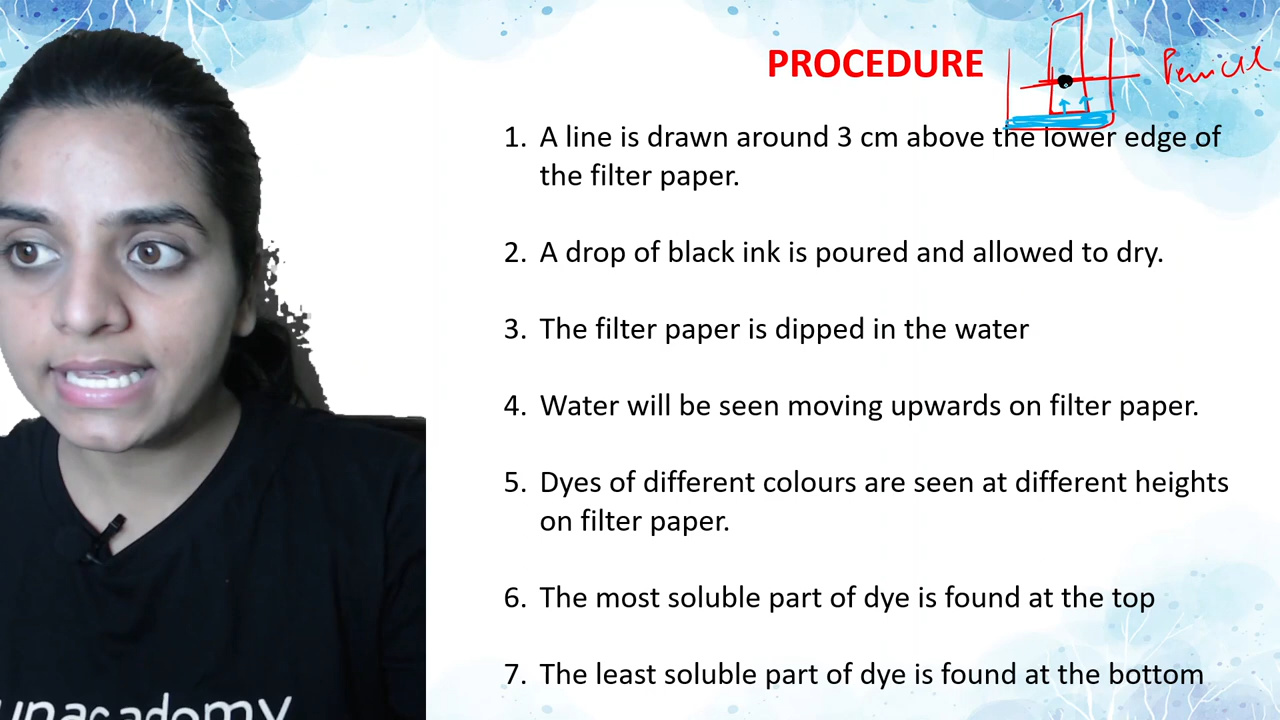 PROCEDURE
Pencil
1. A line is drawn around 3 cm above the lower edge of
the filter paper.
2. A drop of black ink is poured and allowed to dry.
3. The filter paper is dipped in the water
4. Water will be seen moving upwards on filter paper.
5. Dyes of different colours are seen at different heights
on filter paper.
6. The most soluble part of dye is found at the top
7. The least soluble part of dye is found at the bottom
unacademy